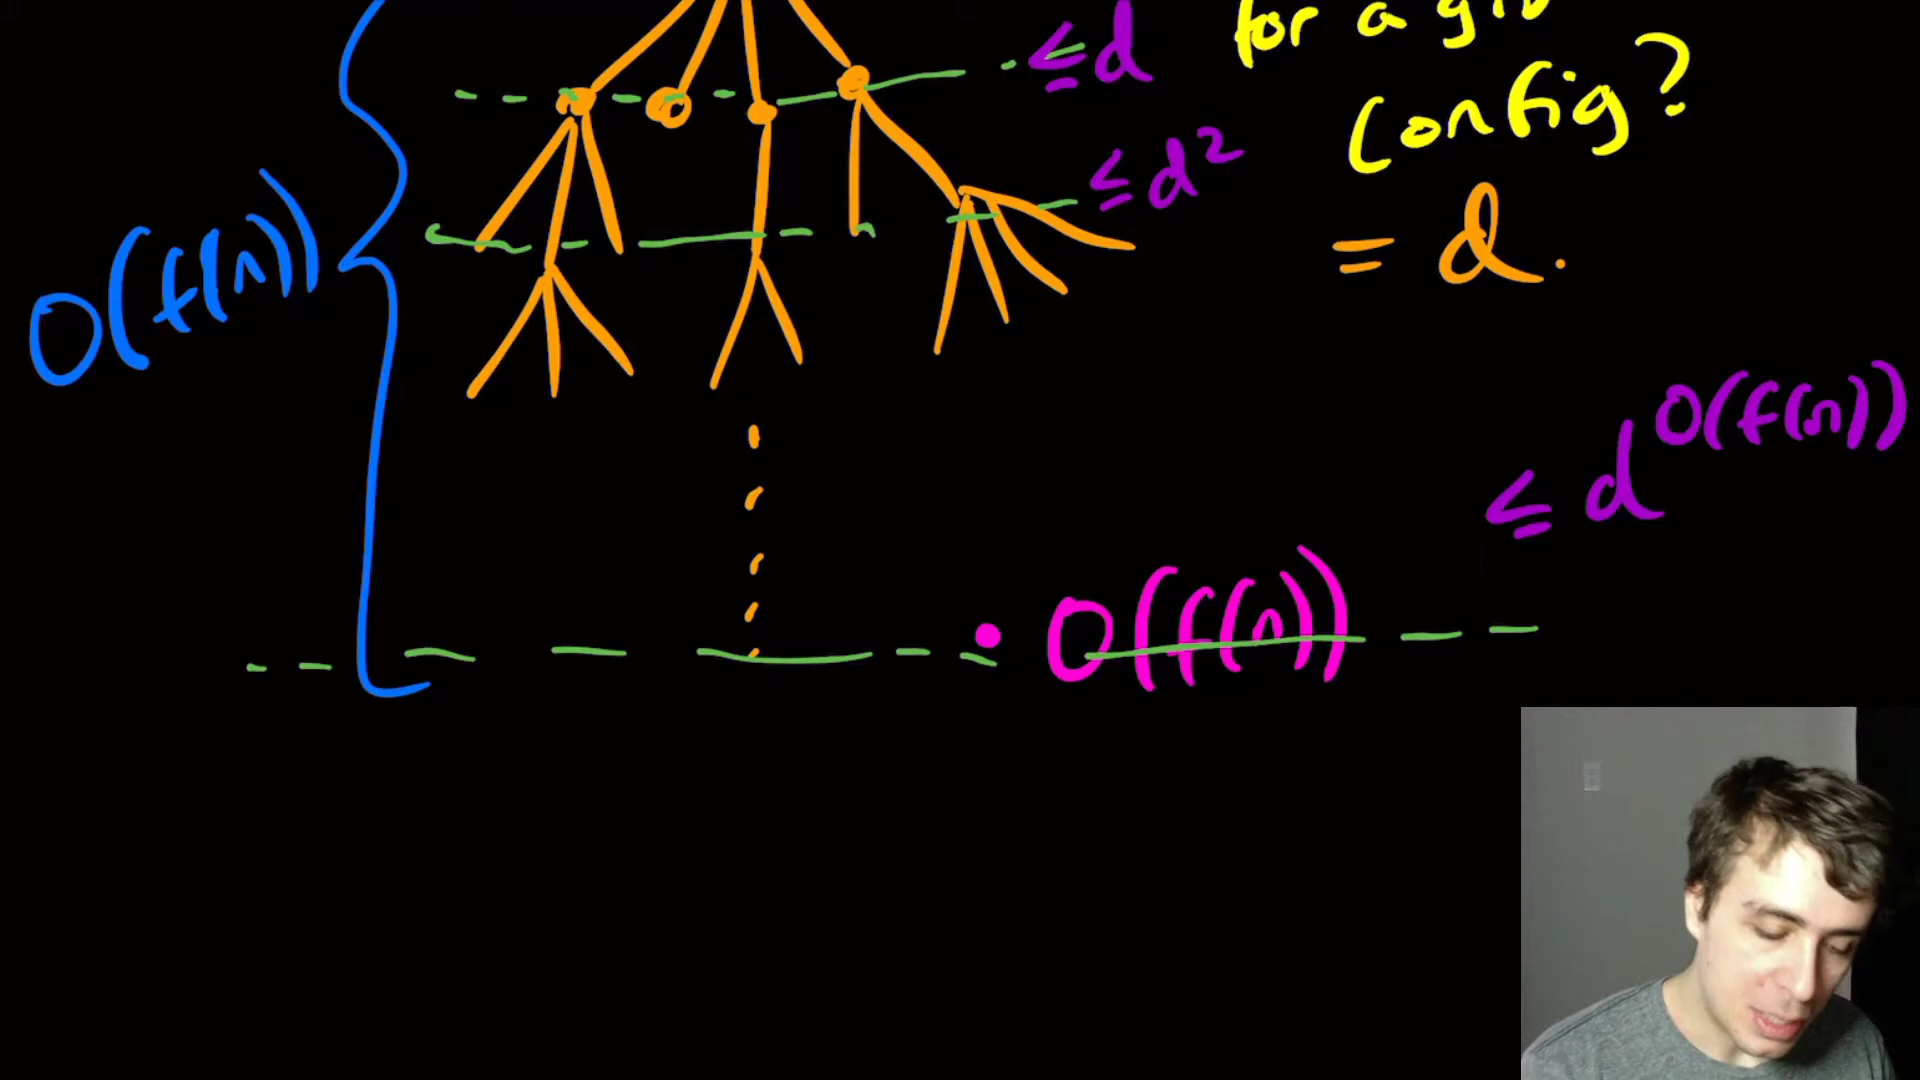 ≤d
for a
config?
≤ d²
= d.
O(f(n))
≤ d^O(f(n))
· O(f(n))